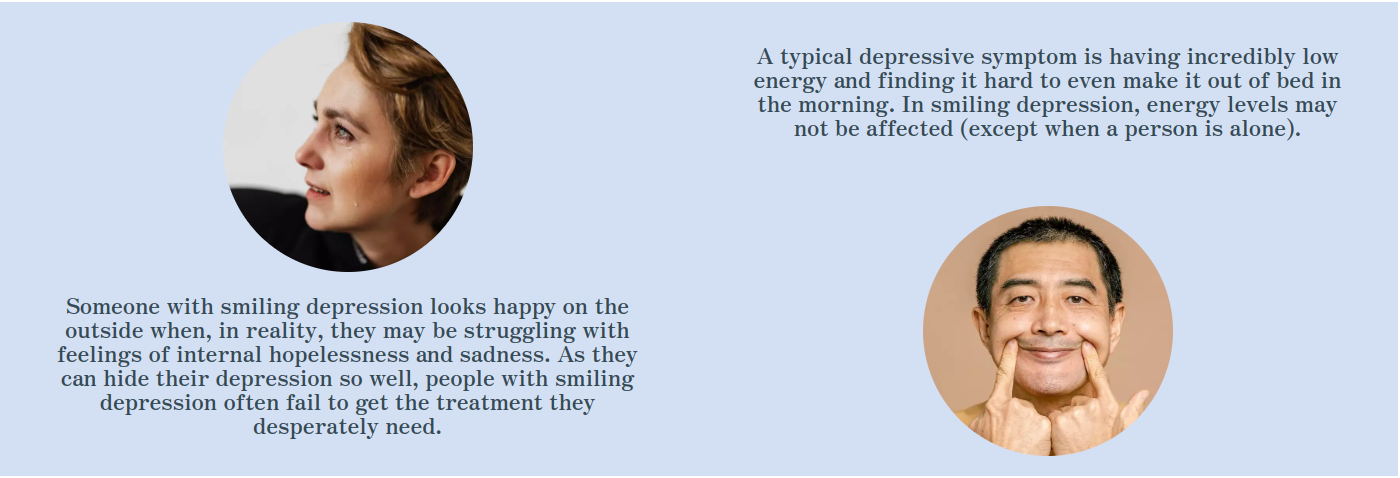 Someone with smiling depression looks happy on the
outside when, in reality, they may be struggling with
feelings of internal hopelessness and sadness. As they
can hide their depression so well, people with smiling
depression often fail to get the treatment they
desperately need.
A typical depressive symptom is having incredibly low
energy and finding it hard to even make it out of bed in
the morning. In smiling depression, energy levels may
not be affected (except when a person is alone).